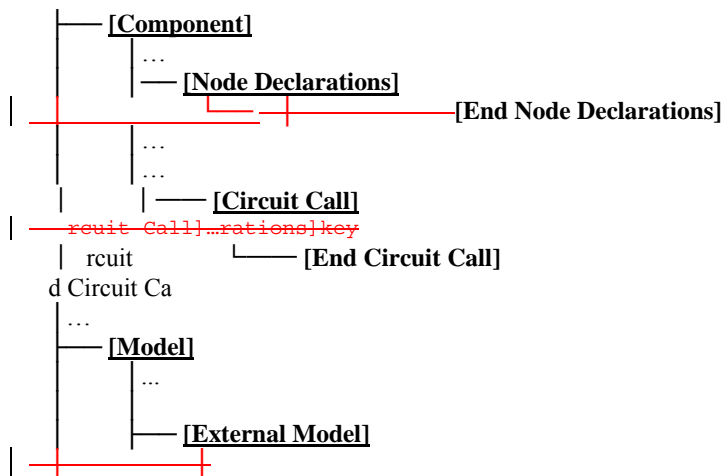 [Component]
…
[Node Declarations]
[End Node Declarations]
…
…
[Circuit Call]
rcuit Call]…rations]key
rcuit [End Circuit Call]
d Circuit Ca
…
[Model]
...
[External Model]